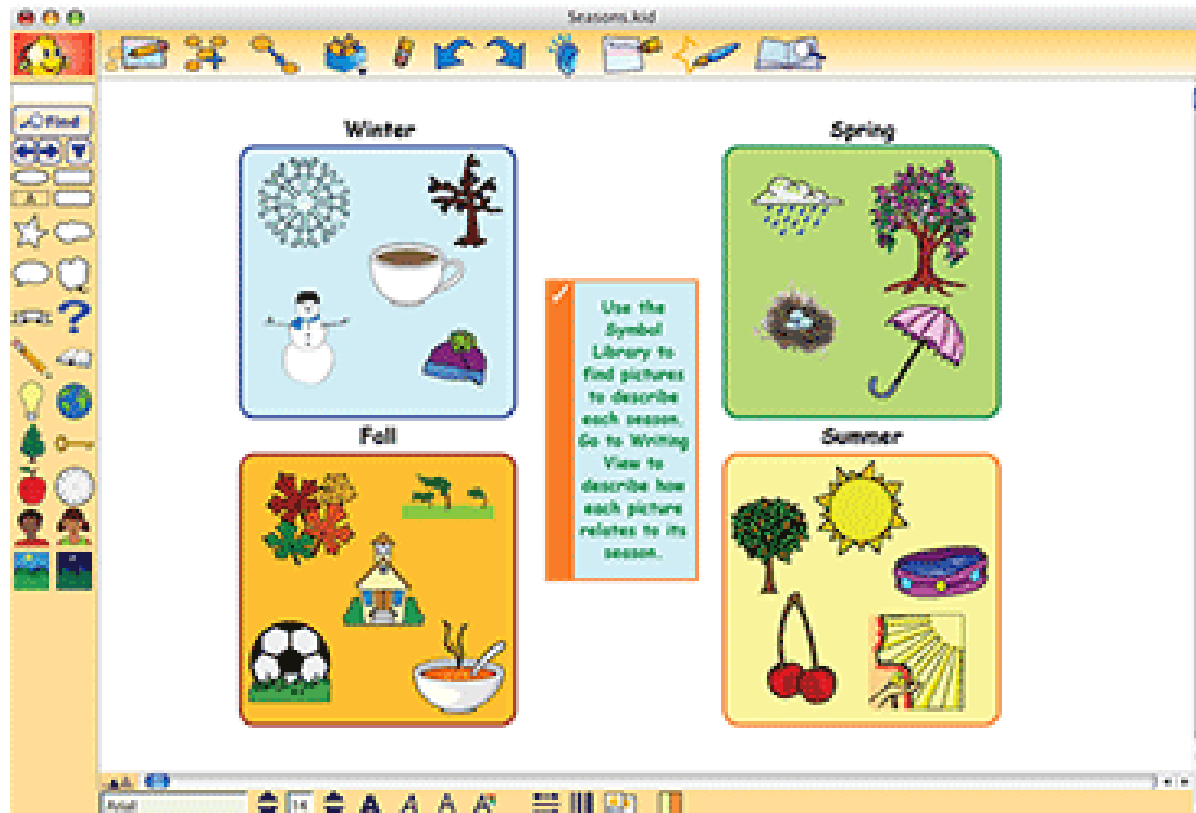 Seasons.kid
find
A
Winter
Spring
Use the
Symbol
Library to
find pictures
to describe
each season.
Go to Writing
View to
describe how
each picture
relates to its
season.
Fall
Summer
Arial
14
A A A A